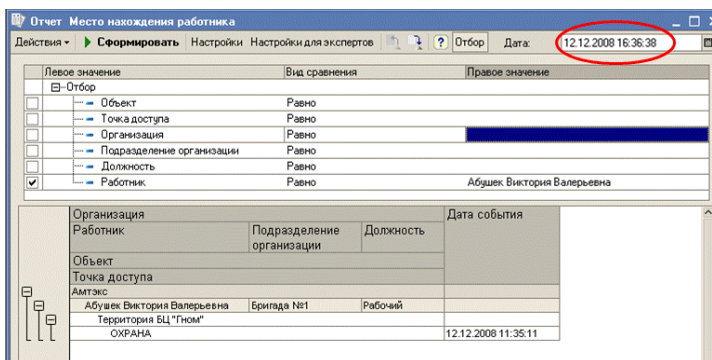 Отчет Место нахождения работника
Действия Сформировать Настройки Настройки для экспертов ? Отбор Дата: 12.12.2008 16:36:38
Левое значение Вид сравнения Правое значение
Отбор
Объект Равно
Точка доступа Равно
Организация Равно
Подразделение организации Равно
Должность Равно
Работник Равно Абушек Виктория Валерьевна
Организация Дата события
Работник Подразделение Должность
организации
Объект
Точка доступа
Амтэкс
Абушек Виктория Валерьевна Бригада №1 Рабочий
Территория БЦ "Гном"
ОХРАНА 12.12.2008 11:35:11